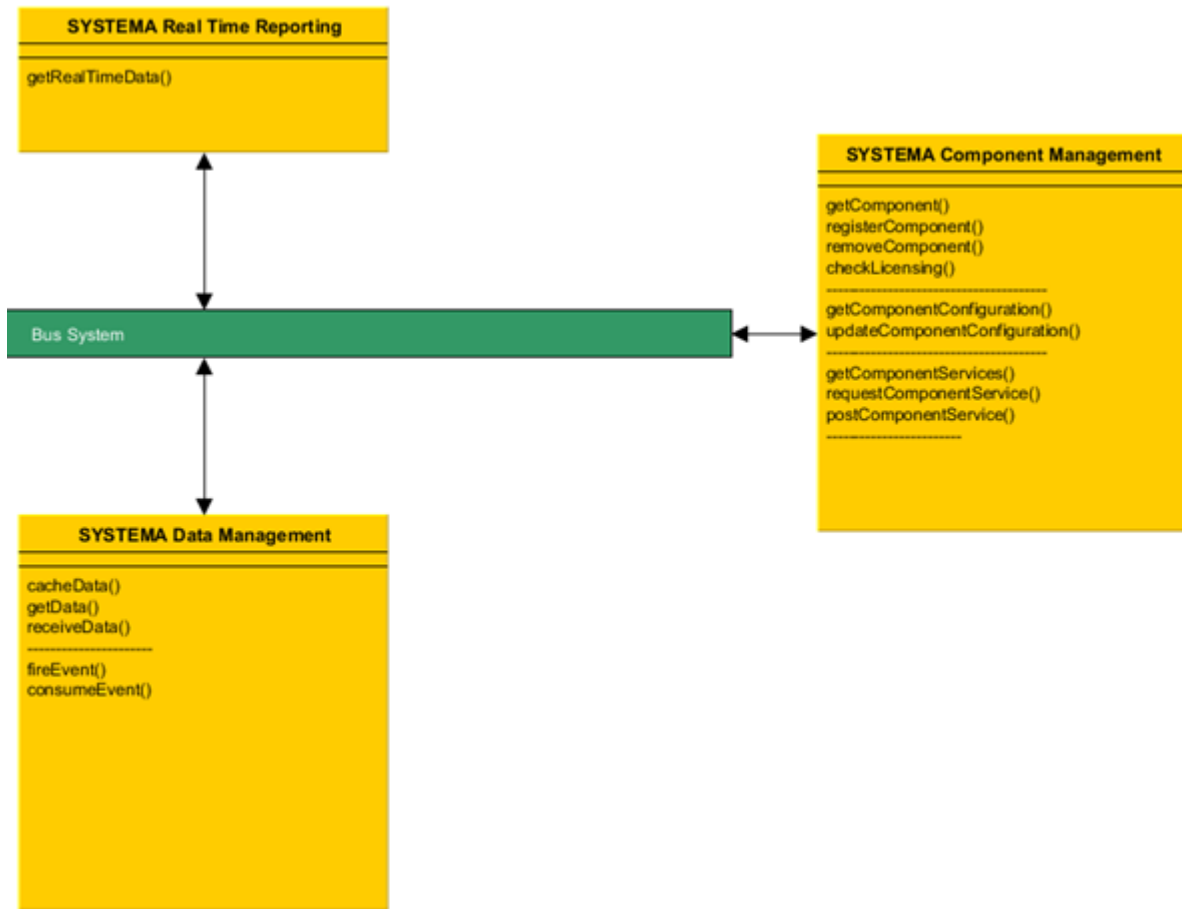 SYSTEMA Real Time Reporting
getRealTimeData()
SYSTEMA Component Management
getComponent()
registerComponent()
removeComponent()
checkLicensing()
getComponentConfiguration()
updateComponentConfiguration()
getComponentServices()
requestComponentService()
postComponentService()
Bus System
SYSTEMA Data Management
cacheData()
getData()
receiveData()
fireEvent()
consumeEvent()